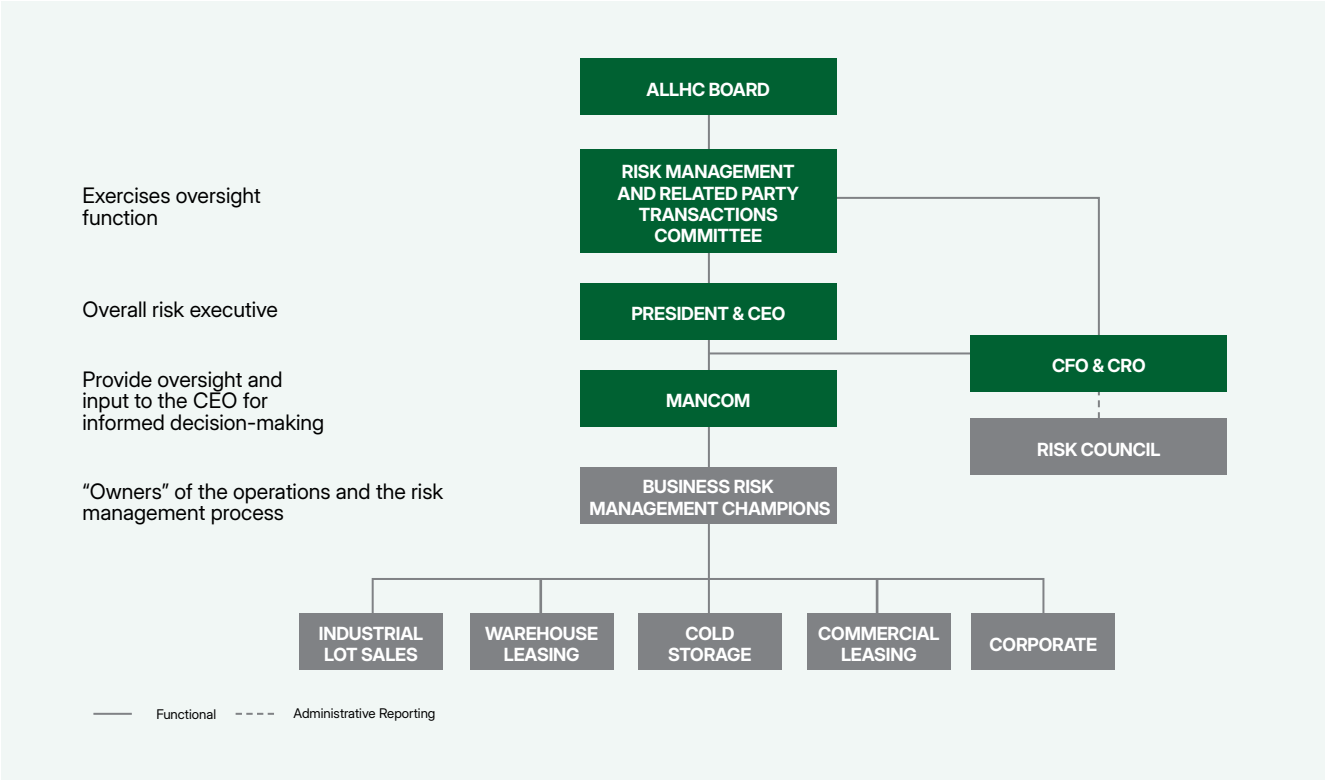 ALLHC BOARD
Exercises oversight
function
RISK MANAGEMENT
AND RELATED PARTY
TRANSACTIONS
COMMITTEE
Overall risk executive
PRESIDENT & CEO
CFO & CRO
Provide oversight and
input to the CEO for
informed decision-making
MANCOM
RISK COUNCIL
“Owners” of the operations and the risk
management process
BUSINESS RISK
MANAGEMENT CHAMPIONS
INDUSTRIAL
LOT SALES
WAREHOUSE
LEASING
COLD
STORAGE
COMMERCIAL
LEASING
CORPORATE
Functional
Administrative Reporting